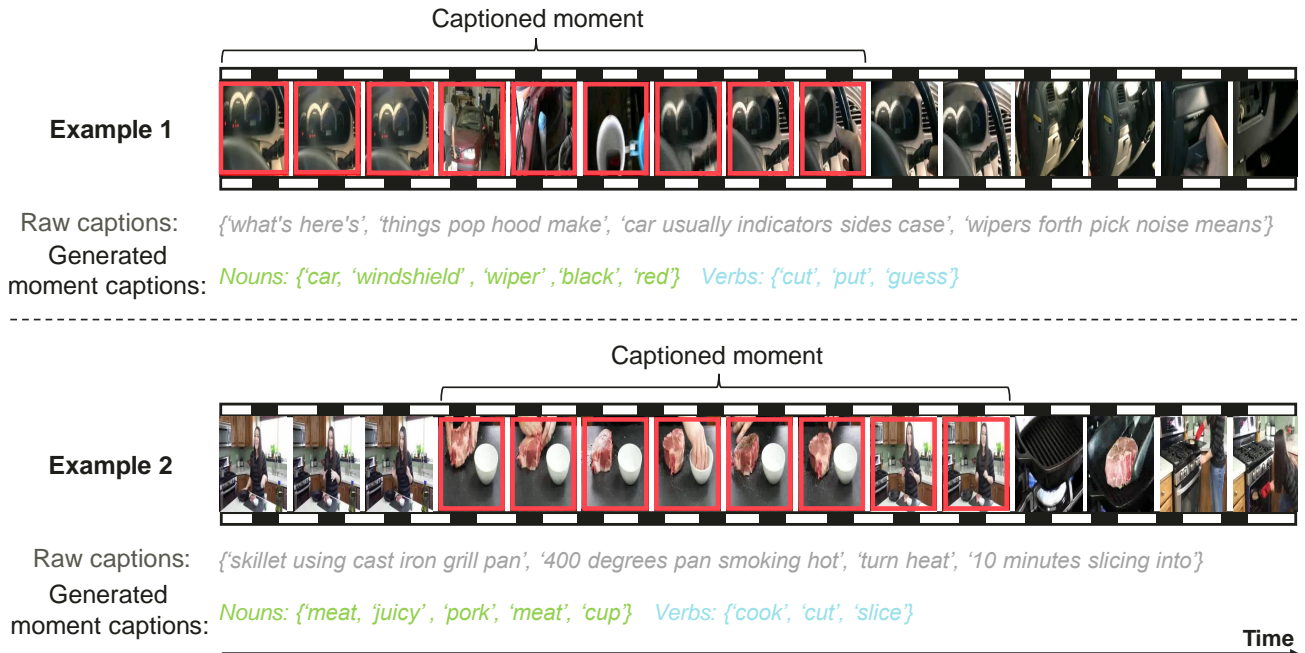 Captioned moment
Example 1
Raw captions: {‘what's here's’, ‘things pop hood make’, ‘car usually indicators sides case’, ‘wipers forth pick noise means’}
Generated
moment captions: Nouns: {‘car, ‘windshield’ , ‘wiper’ ,‘black’, ‘red’} Verbs: {‘cut’, ‘put’, ‘guess’}
Captioned moment
Example 2
Raw captions: {‘skillet using cast iron grill pan’, ‘400 degrees pan smoking hot’, ‘turn heat’, ‘10 minutes slicing into’}
Generated
moment captions: Nouns: {‘meat, ‘juicy’ , ‘pork’, ‘meat’, ‘cup’} Verbs: {‘cook’, ‘cut’, ‘slice’}
Time